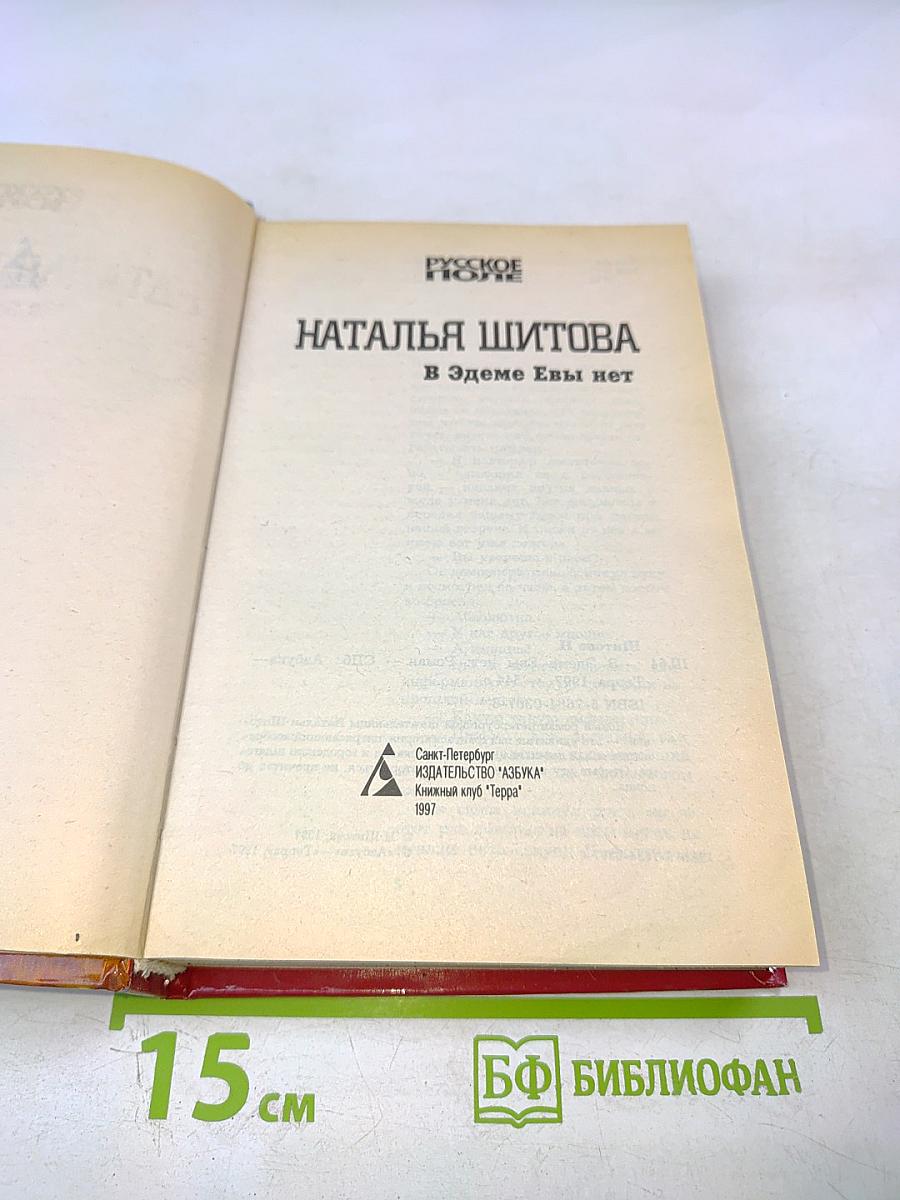 РУССКОЕ
ПОЛЕ
НАТАЛЬЯ ШИТОВА
В Эдеме Евы нет
Санкт-Петербург
ИЗДАТЕЛЬСТВО "АЗБУКА"
Книжный клуб "Терра"
1997
15 см
БФ БИБЛИОФАН